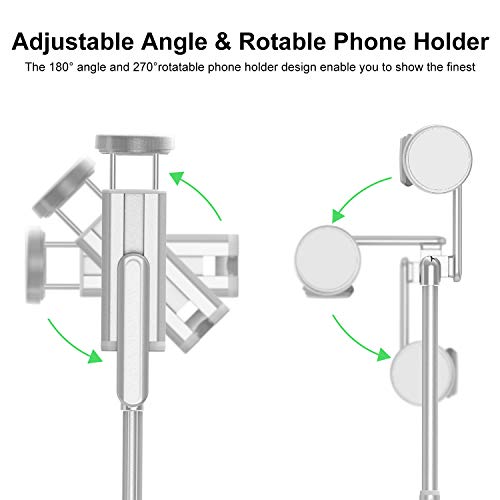 Adjustable Angle & Rotable Phone Holder
The 180° angle and 270°rotatable phone holder design enable you to show the finest